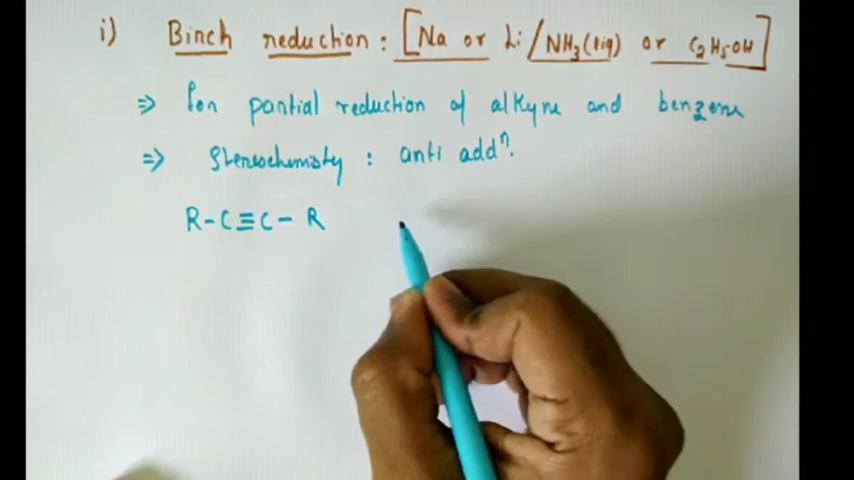 i) Birch reduction : [Na or Li/NH₃(liq) or C₂H₅-OH]
⇒ For partial reduction of alkyne and benzene
⇒ Stereochemisty : anti addⁿ.
R-C≡C-R